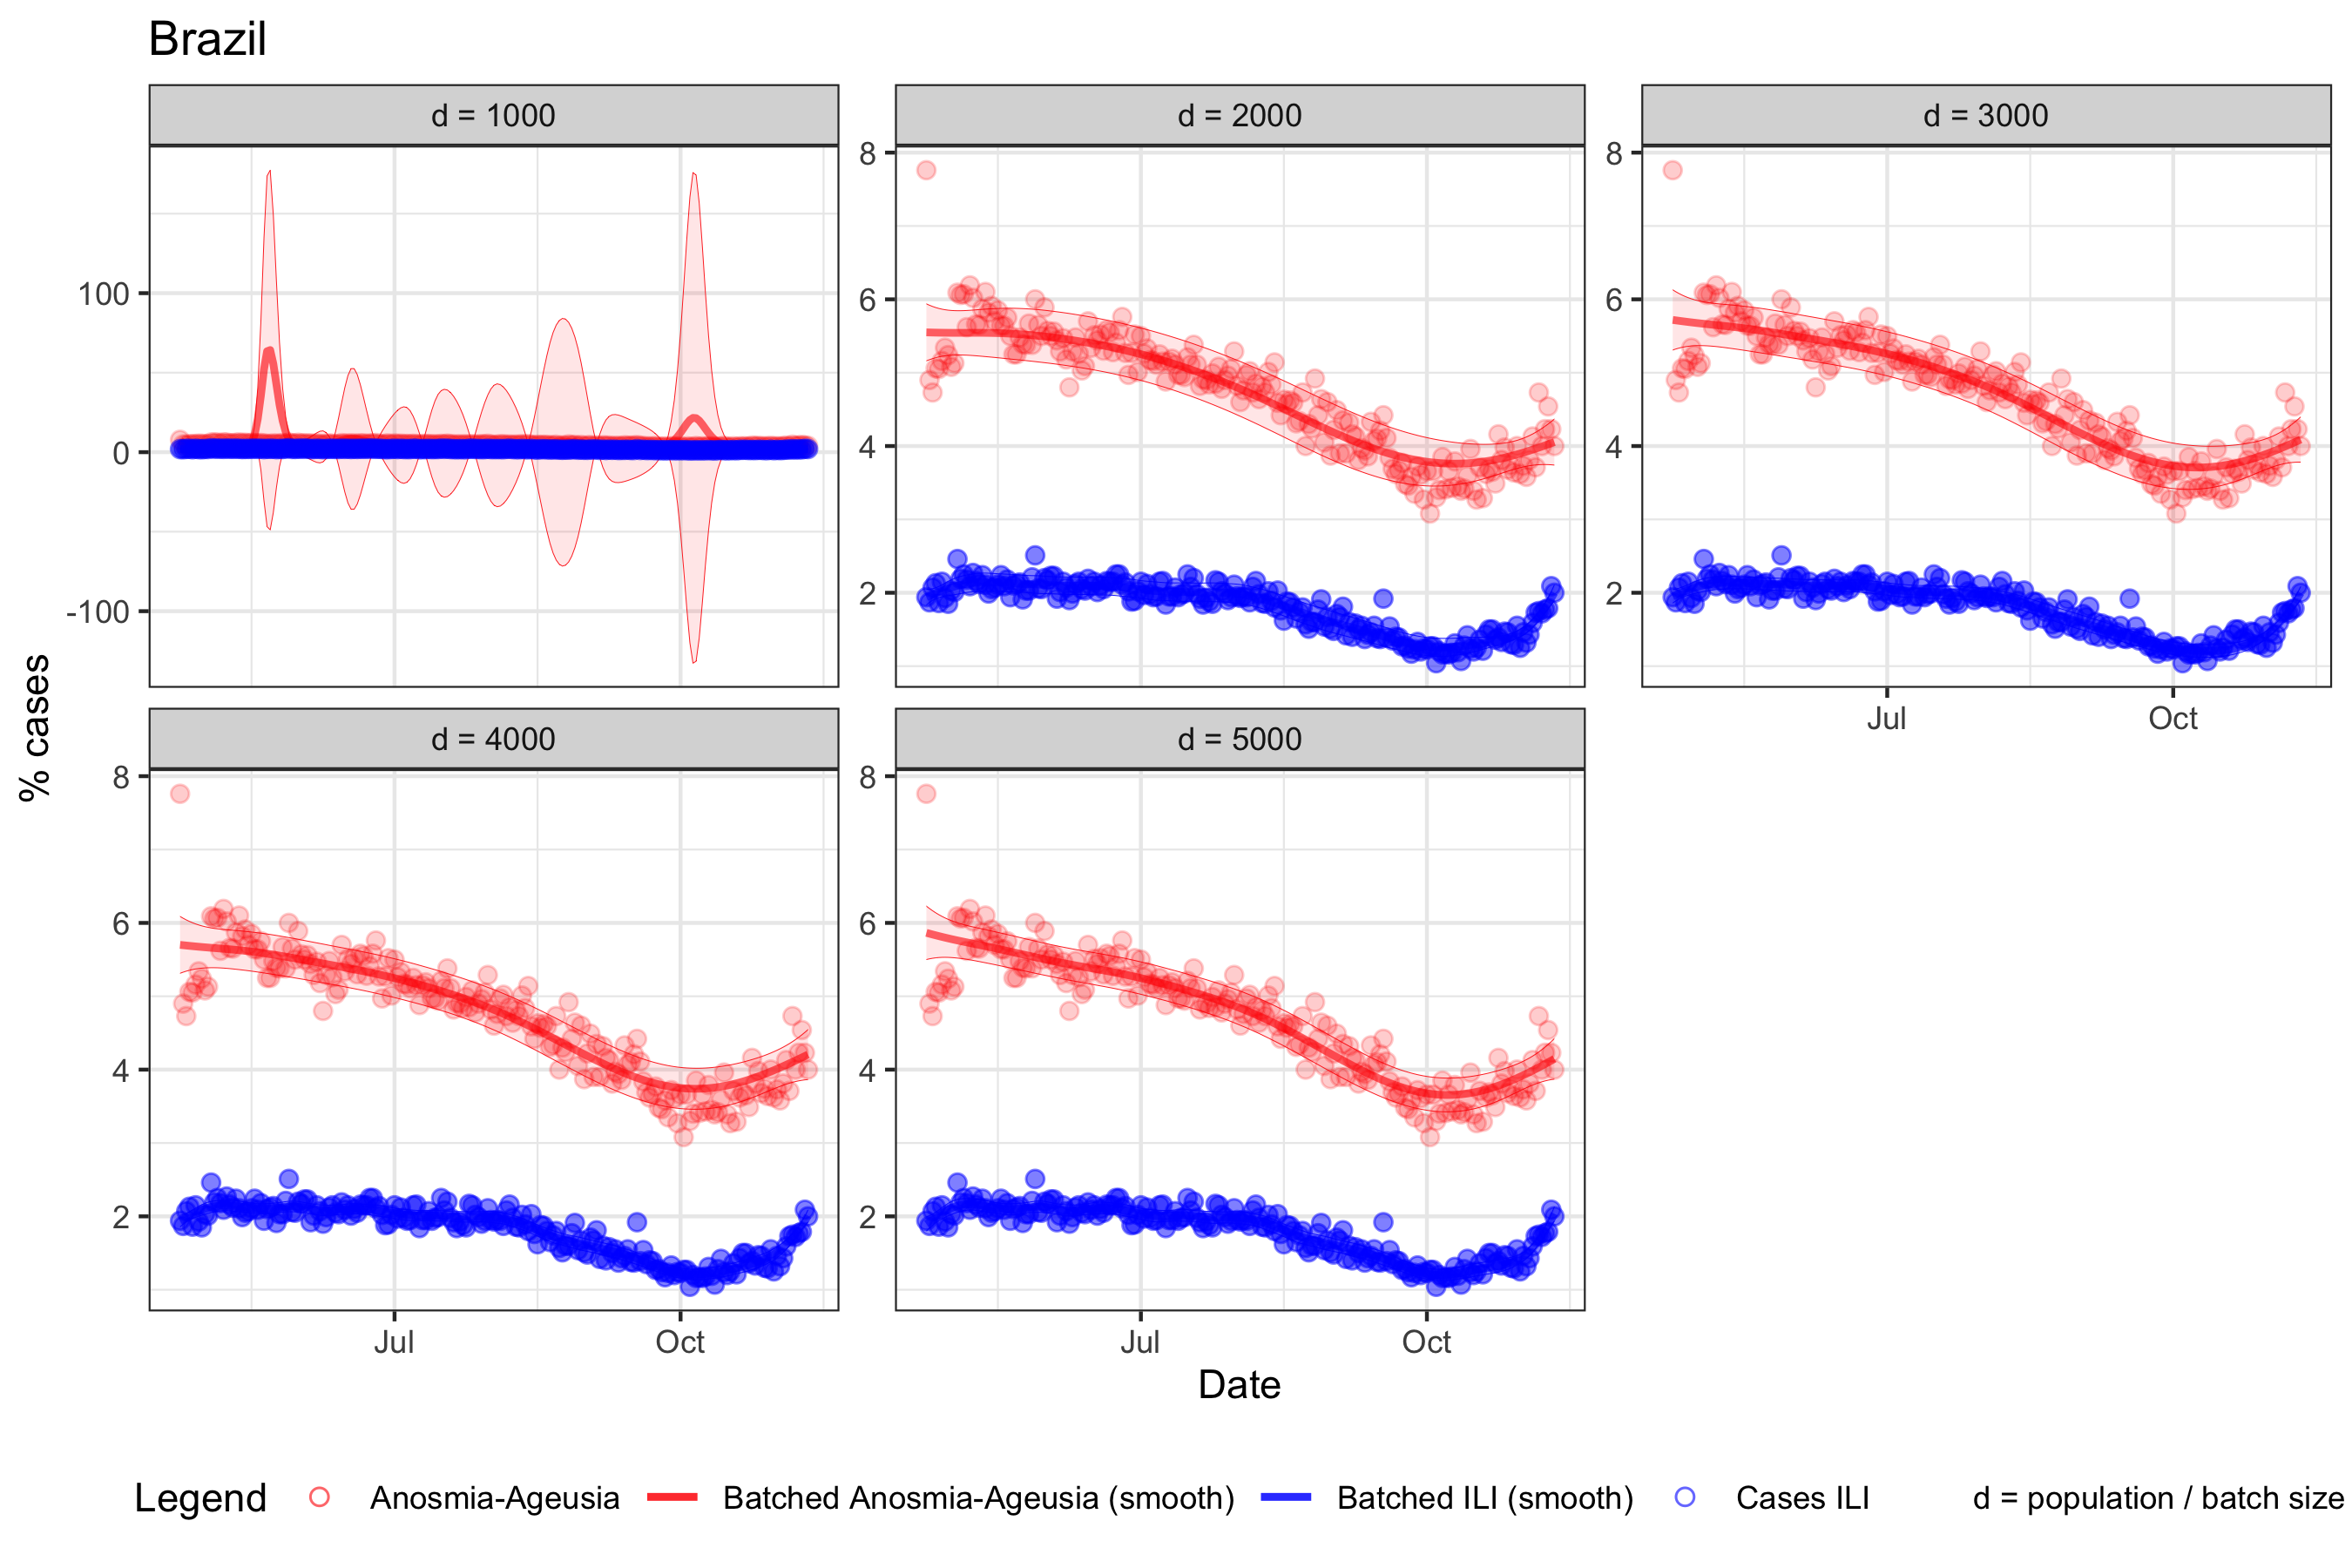 Brazil
d = 1000
d = 2000
d = 3000
100
0
-100
8
6
4
2
8
6
4
2
Jul
Oct
% cases
d = 4000
d = 5000
8
6
4
2
8
6
4
2
Jul
Oct
Jul
Oct
Date
Legend Anosmia-Ageusia Batched Anosmia-Ageusia (smooth) Batched ILI (smooth) Cases ILI d = population / batch size